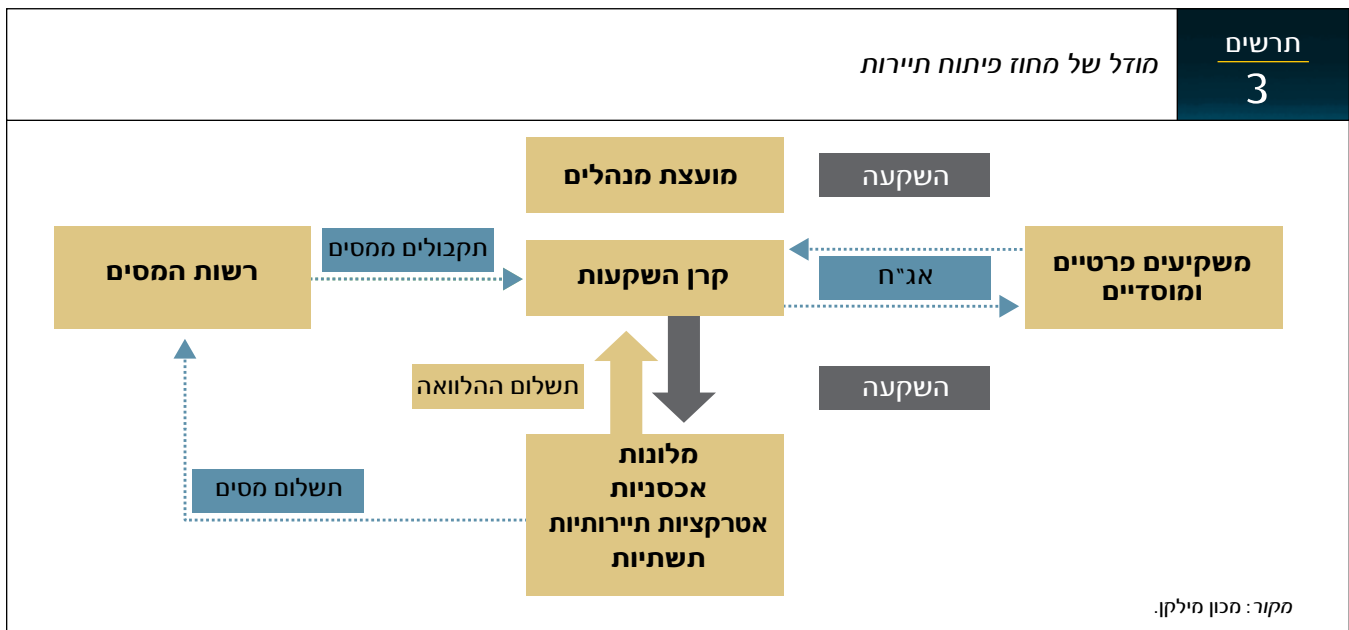 תרשים
3
מודל של מחוז פיתוח תיירות
מועצת מנהלים
השקעה
משקיעים פרטיים
ומוסדיים
אג"ח
קרן השקעות
תקבולים ממסים
רשות המסים
השקעה
תשלום ההלוואה
מלונות
אכסניות
אטרקציות תיירותיות
תשתיות
תשלום מסים
מקור: מכון מילקן.